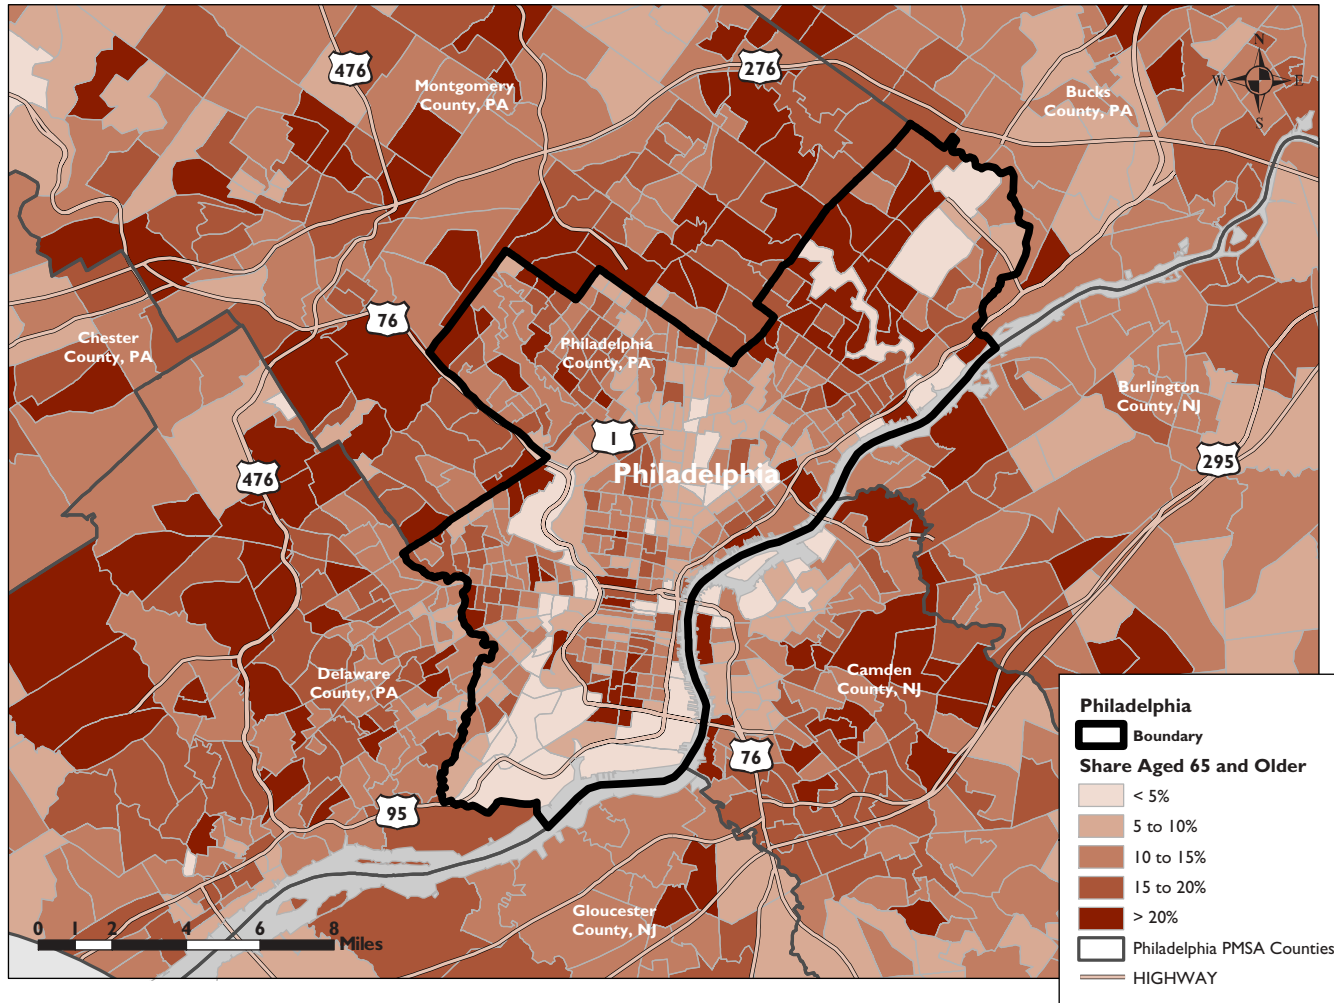 N
W
E
S
476
Montgomery
County, PA
276
Bucks
County, PA
Chester
County, PA
76
Philadelphia
County, PA
Burlington
County, NJ
1
Philadelphia
295
476
Delaware
County, PA
Camden
County, NJ
76
95
Gloucester
County, NJ
0 1 2 4 6 8
Miles
Philadelphia
Boundary
Share Aged 65 and Older
< 5%
5 to 10%
10 to 15%
15 to 20%
> 20%
Philadelphia PMSA Counties
HIGHWAY